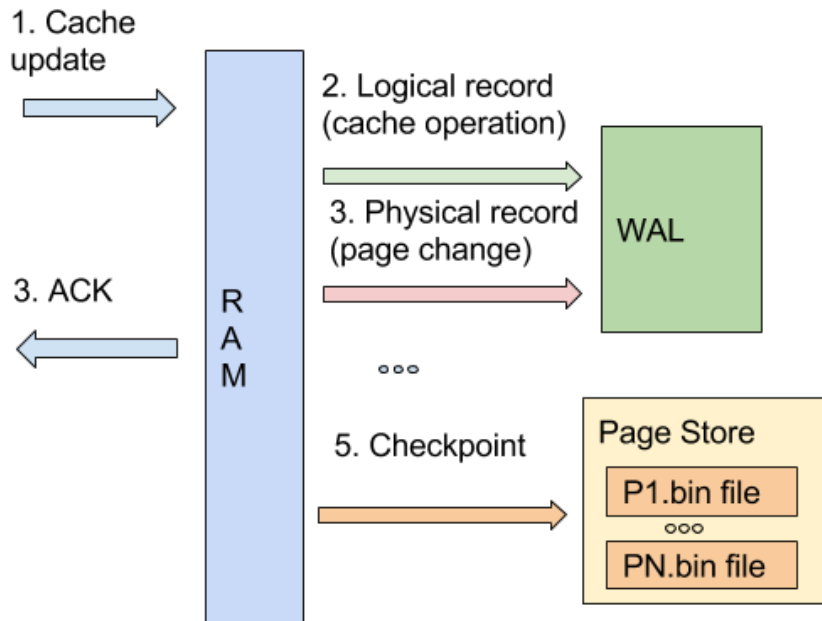 1. Cache
update
2. Logical record
(cache operation)
3. Physical record
(page change)
WAL
3. ACK
R
A
M
5. Checkpoint
Page Store
P1.bin file
PN.bin file